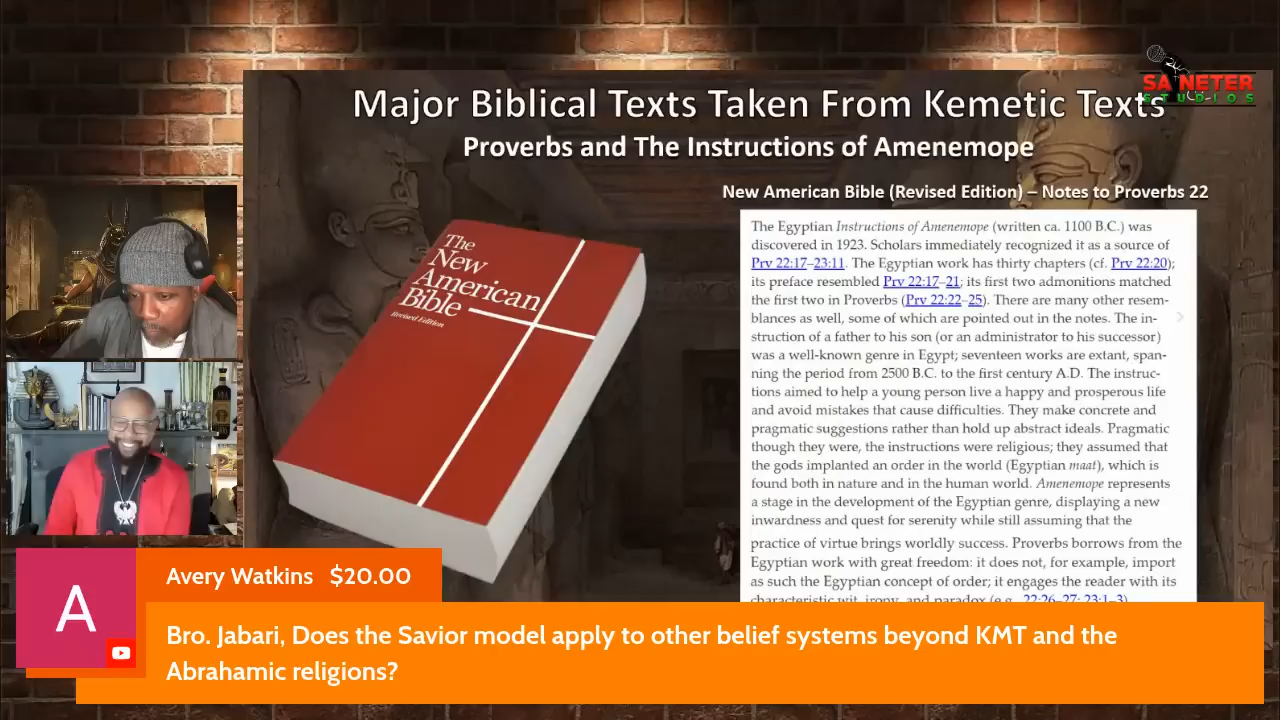 SA NETER
STUDIOS
Major Biblical Texts Taken From Kemetic Texts
Proverbs and The Instructions of Amenemope
New American Bible (Revised Edition) – Notes to Proverbs 22
The
New
American
Bible
Revised Edition
The Egyptian Instructions of Amenemope (written ca. 1100 B.C.) was
discovered in 1923. Scholars immediately recognized it as a source of
Prv 22:17–23:11. The Egyptian work has thirty chapters (cf. Prv 22:20);
its preface resembled Prv 22:17–21; its first two admonitions matched
the first two in Proverbs (Prv 22:22–25). There are many other resem-
blances as well, some of which are pointed out in the notes. The in-
struction of a father to his son (or an administrator to his successor)
was a well-known genre in Egypt; seventeen works are extant, span-
ning the period from 2500 B.C. to the first century A.D. The instruc-
tions aimed to help a young person live a happy and prosperous life
and avoid mistakes that cause difficulties. They make concrete and
pragmatic suggestions rather than hold up abstract ideals. Pragmatic
though they were, the instructions were religious; they assumed that
the gods implanted an order in the world (Egyptian maat), which is
found both in nature and in the human world. Amenemope represents
a stage in the development of the Egyptian genre, displaying a new
inwardness and quest for serenity while still assuming that the
practice of virtue brings worldly success. Proverbs borrows from the
Egyptian work with great freedom: it does not, for example, import
as such the Egyptian concept of order; it engages the reader with its
characteristic wit, irony, and paradox (e.g., 22:26–27; 23:1–3).
A
Avery Watkins $20.00
Bro. Jabari, Does the Savior model apply to other belief systems beyond KMT and the
Abrahamic religions?